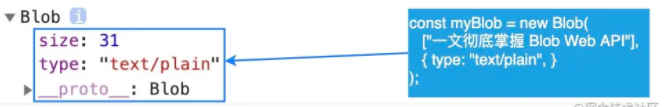 ▼Blob i
size: 31
type: "text/plain"
▶__proto__: Blob
const myBlob = new Blob(
["一文彻底掌握 Blob Web API"],
{ type: "text/plain", }
);